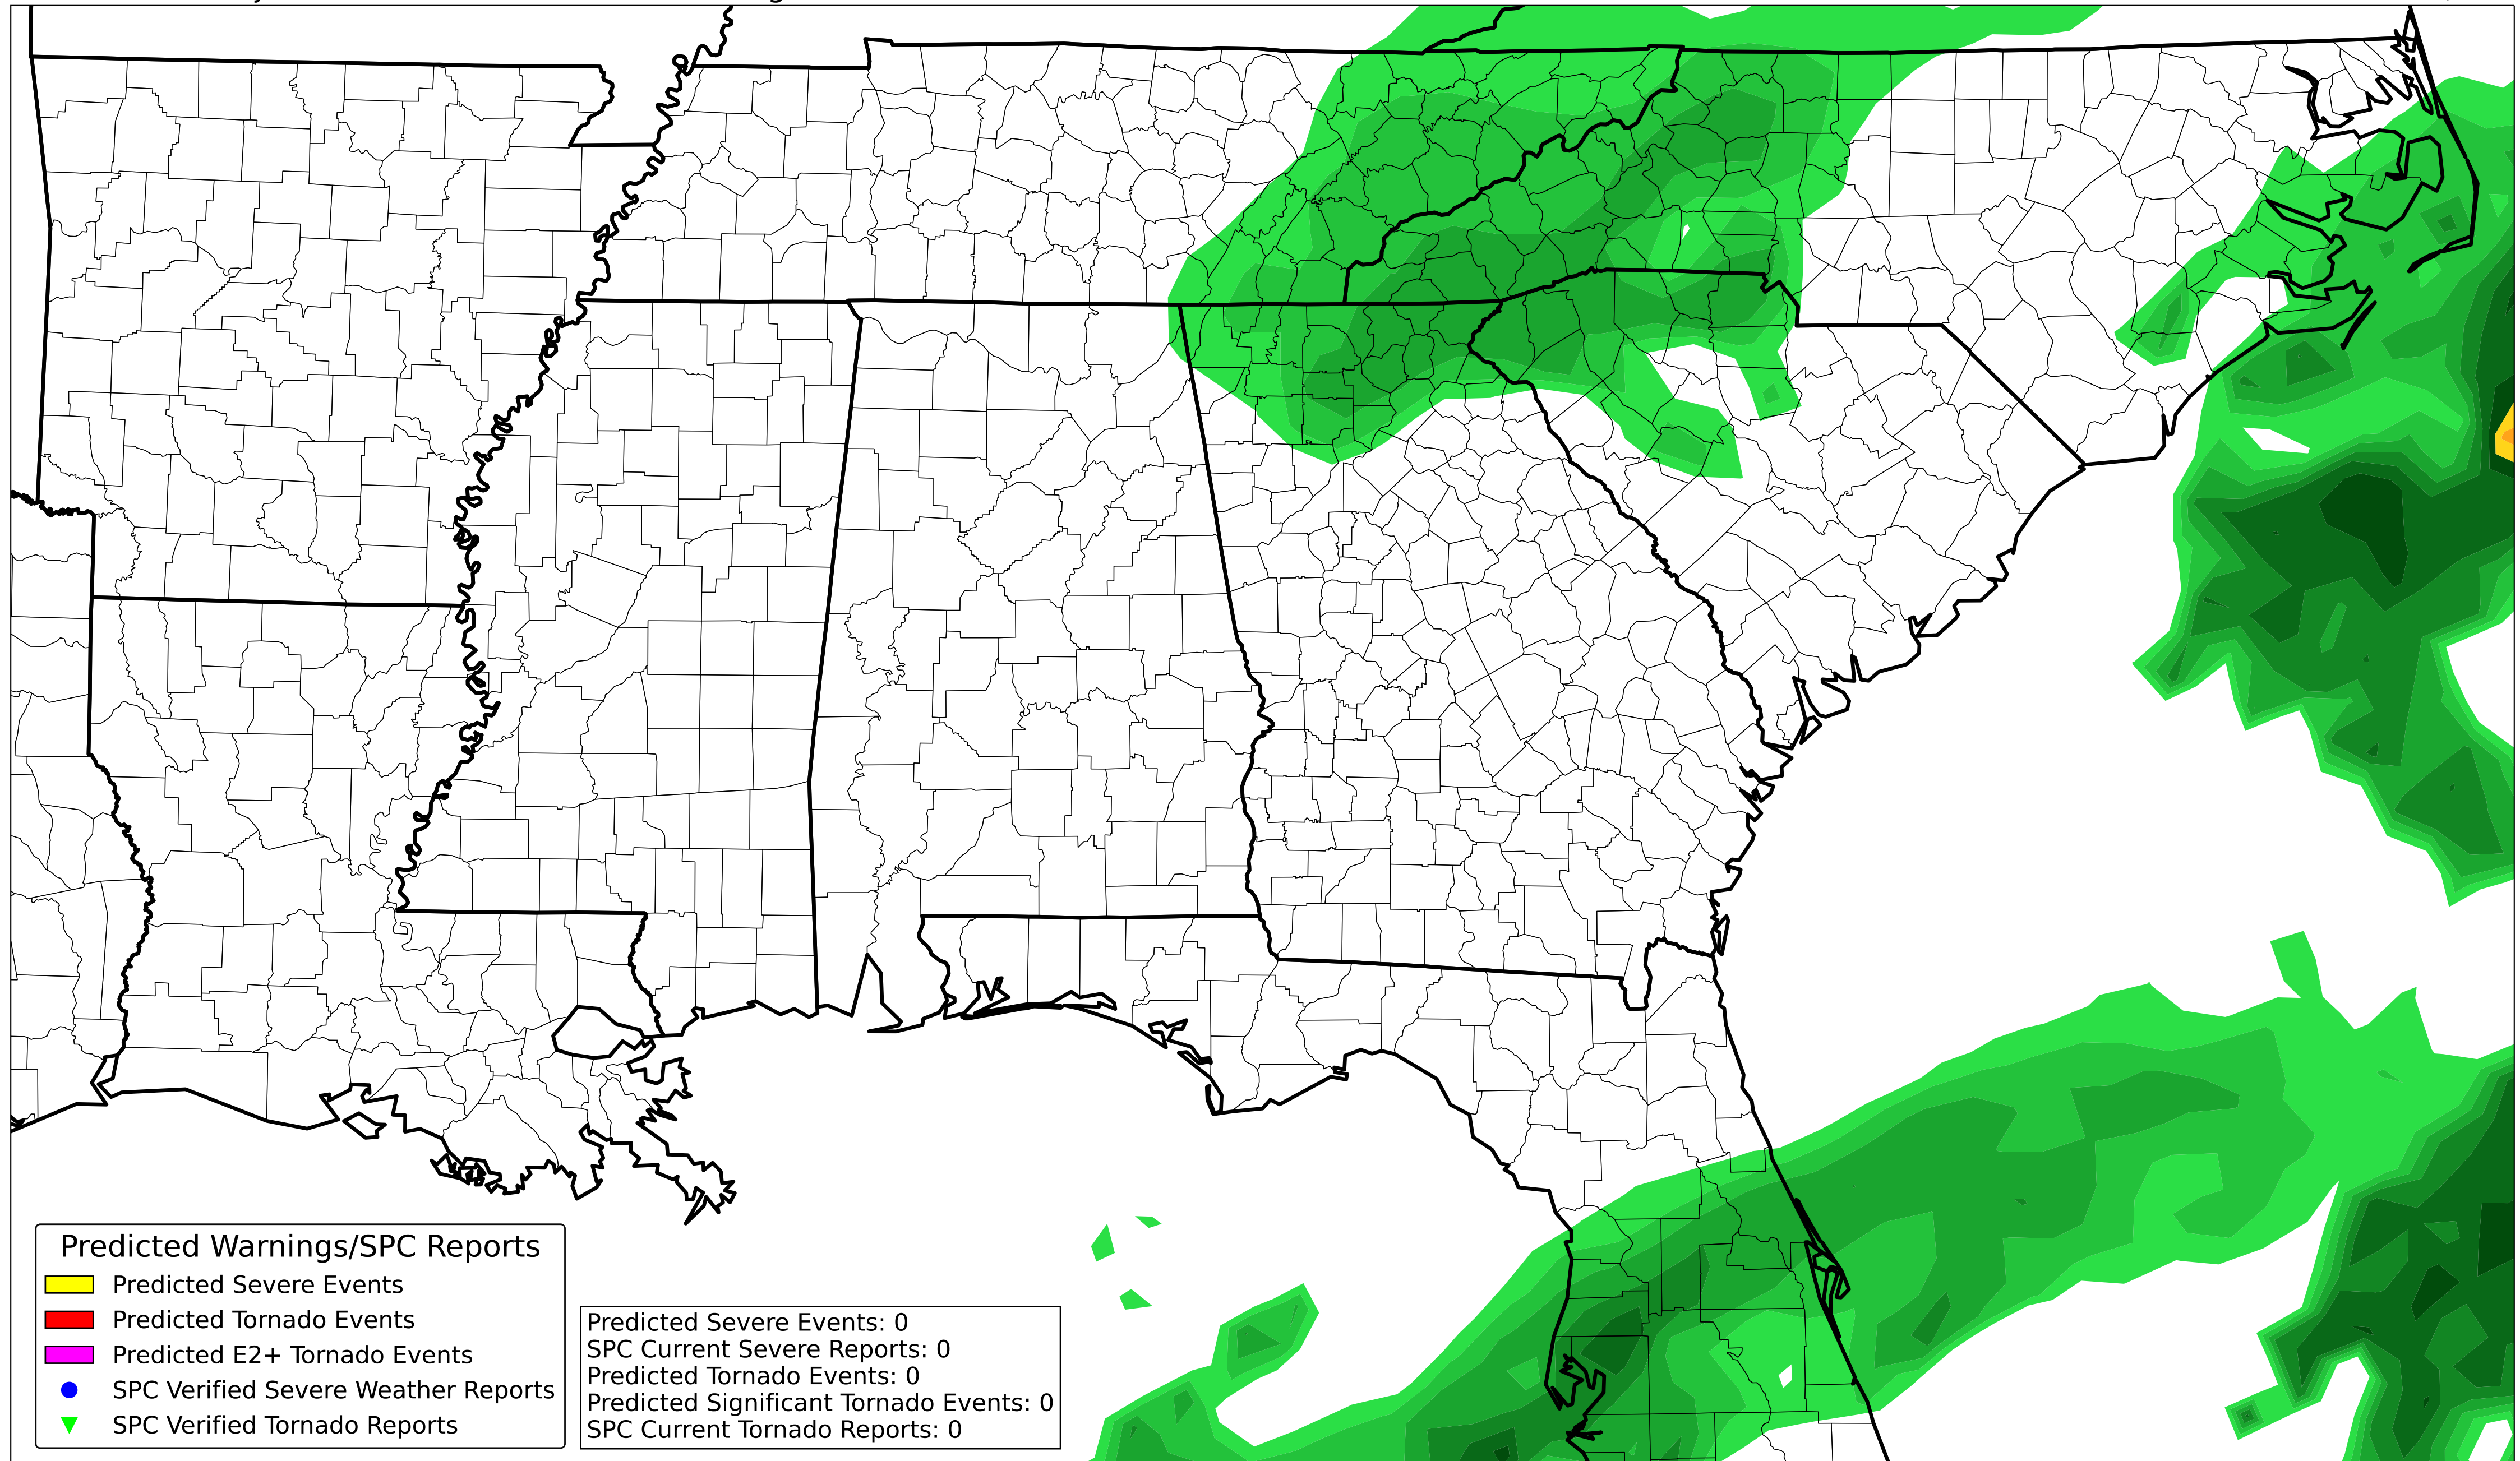 Predicted Warnings/SPC Reports
Predicted Severe Events
Predicted Tornado Events
Predicted E2+ Tornado Events
SPC Verified Severe Weather Reports
SPC Verified Tornado Reports
Predicted Severe Events: 0
SPC Current Severe Reports: 0
Predicted Tornado Events: 0
Predicted Significant Tornado Events: 0
SPC Current Tornado Reports: 0